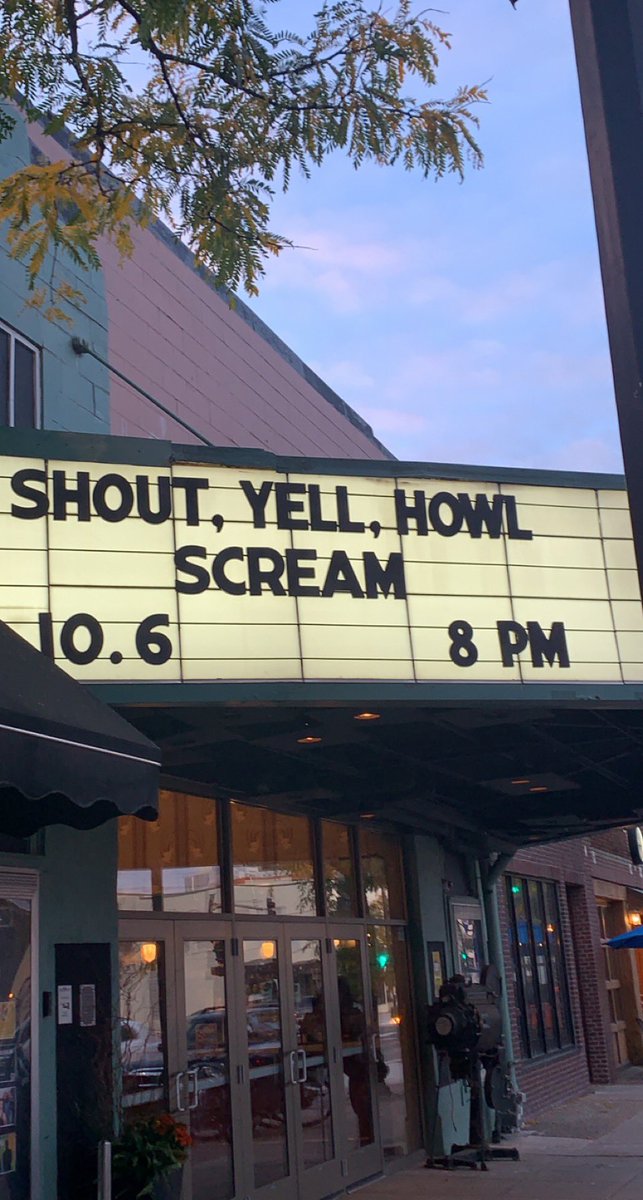 SHOUT, YELL, HOWL
SCREAM
10.6 8 PM